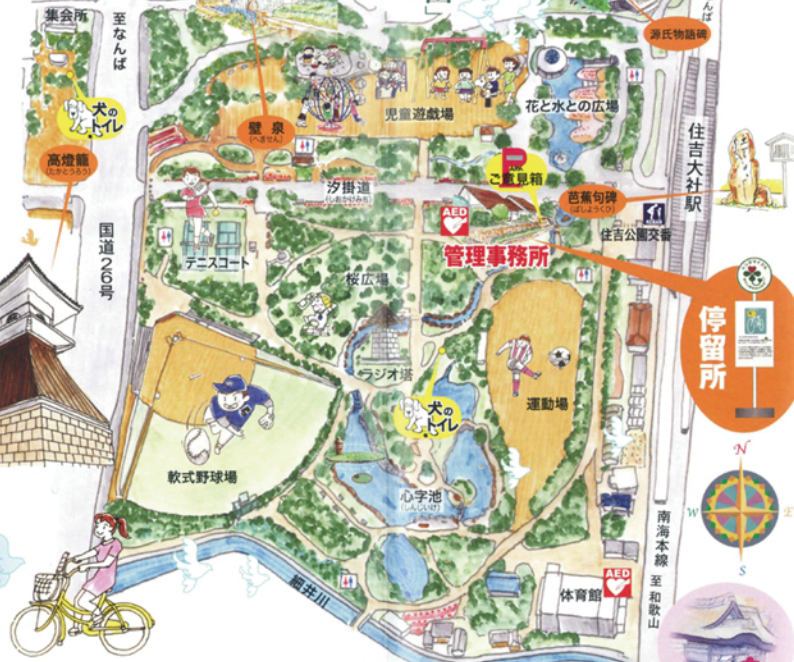 集会所
至なんば
んば
源氏物語碑
犬の
トイレ
高燈籠
(たかとうろう)
壁泉
(へきせん)
児童遊戯場
花と水との広場
住吉大社駅
汐掛道
(しおかけみち)
ご意見箱
芭蕉句碑
(ばしょうくひ)
AED
住吉公園交番
KOBAN
管理事務所
国道26号
テニスコート
桜広場
停留所
ラジオ塔
運動場
犬の
トイレ
軟式野球場
心字池
(しんじいけ)
N
W
E
S
南海本線
至和歌山
細井川
体育館
AED